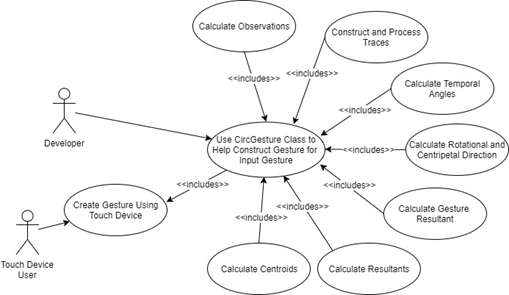 Calculate Observations
Construct and Process
Traces
<<includes>>
<<includes>>
Calculate Temporal
Angles
<<includes>>
Developer
Use CircGesture Class to
Help Construct Gesture for
Input Gesture
<<includes>>
Calculate Rotational and
Centripetal Direction
<<includes>>
Create Gesture Using
Touch Device
<<includes>>
Calculate Gesture
Resultant
<<includes>>
<<includes>>
Touch Device
User
Calculate Centroids
Calculate Resultants